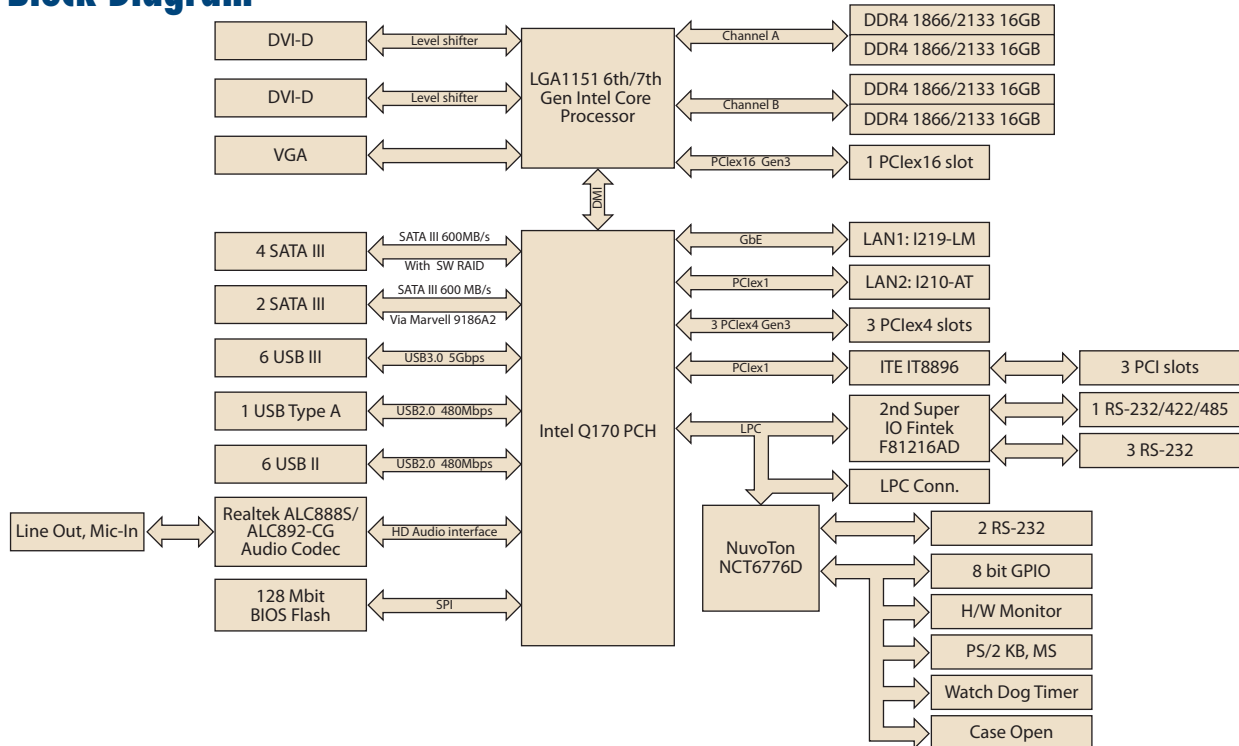 Block Diagram
DVI-D
Level shifter
DVI-D
Level shifter
VGA
LGA1151 6th/7th
Gen Intel Core
Processor
Channel A
DDR4 1866/2133 16GB
DDR4 1866/2133 16GB
Channel B
DDR4 1866/2133 16GB
DDR4 1866/2133 16GB
PCIex16 Gen3
1 PCIex16 slot
DMI
4 SATA III
SATA III 600MB/s
With SW RAID
2 SATA III
SATA III 600 MB/s
Via Marvell 9186A2
6 USB III
USB3.0 5Gbps
1 USB Type A
USB2.0 480Mbps
6 USB II
USB2.0 480Mbps
Line Out, Mic-In
Realtek ALC888S/
ALC892-CG
Audio Codec
HD Audio interface
128 Mbit
BIOS Flash
SPI
Intel Q170 PCH
GbE
LAN1: I219-LM
PCIex1
LAN2: I210-AT
3 PCIex4 Gen3
3 PCIex4 slots
PCIex1
ITE IT8896
3 PCI slots
LPC
2nd Super
IO Fintek
F81216AD
1 RS-232/422/485
3 RS-232
LPC Conn.
NuvoTon
NCT6776D
2 RS-232
8 bit GPIO
H/W Monitor
PS/2 KB, MS
Watch Dog Timer
Case Open